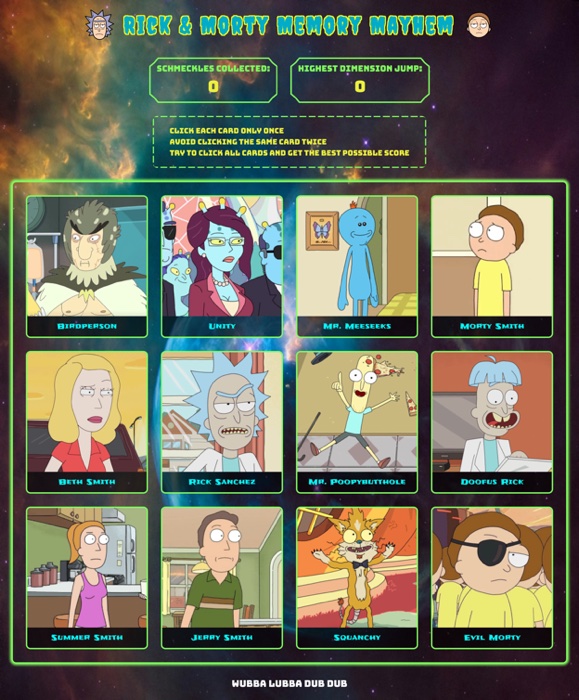 RICK & MORTY MEMORY MAYHEM
SCHMECKLES COLLECTED:
0
HIGHEST DIMENSION JUMP:
0
CLICK EACH CARD ONLY ONCE
AVOID CLICKING THE SAME CARD TWICE
TRY TO CLICK ALL CARDS AND GET THE BEST POSSIBLE SCORE
Birdperson
Unity
Mr. Meeseeks
Morty Smith
Beth Smith
Rick Sanchez
Mr. Poopybutthole
Doofus Rick
Summer Smith
Jerry Smith
Squanchy
Evil Morty
WUBBA LUBBA DUB DUB